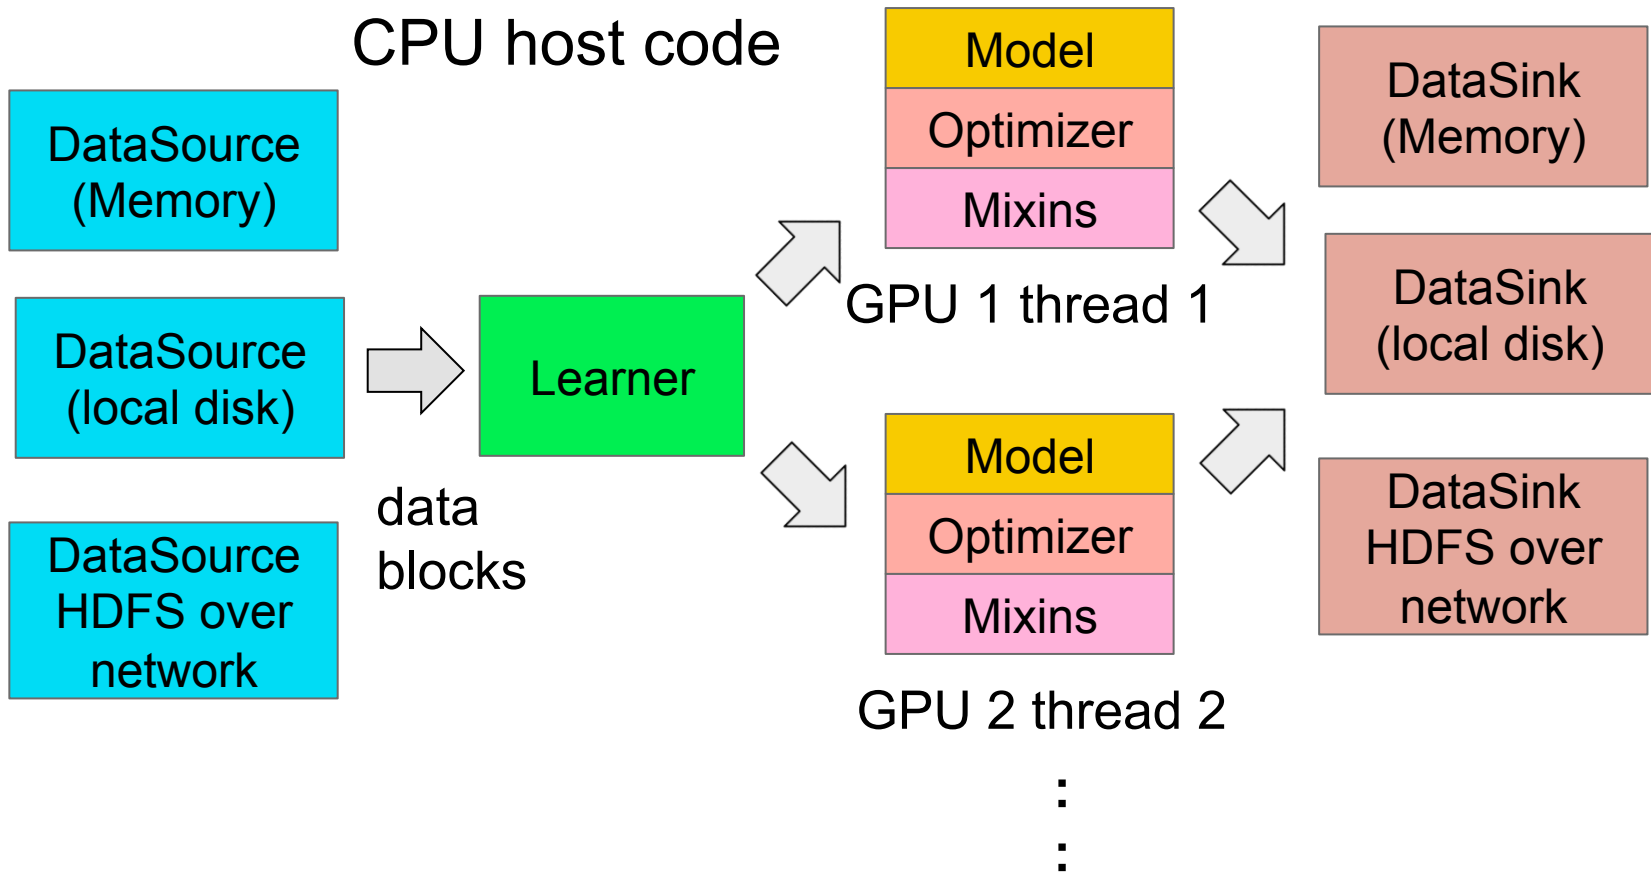 CPU host code
DataSource
(Memory)
DataSource
(local disk)
DataSource
HDFS over
network
data
blocks
Learner
Model
Optimizer
Mixins
GPU 1 thread 1
Model
Optimizer
Mixins
GPU 2 thread 2
:
:
DataSink
(Memory)
DataSink
(local disk)
DataSink
HDFS over
network